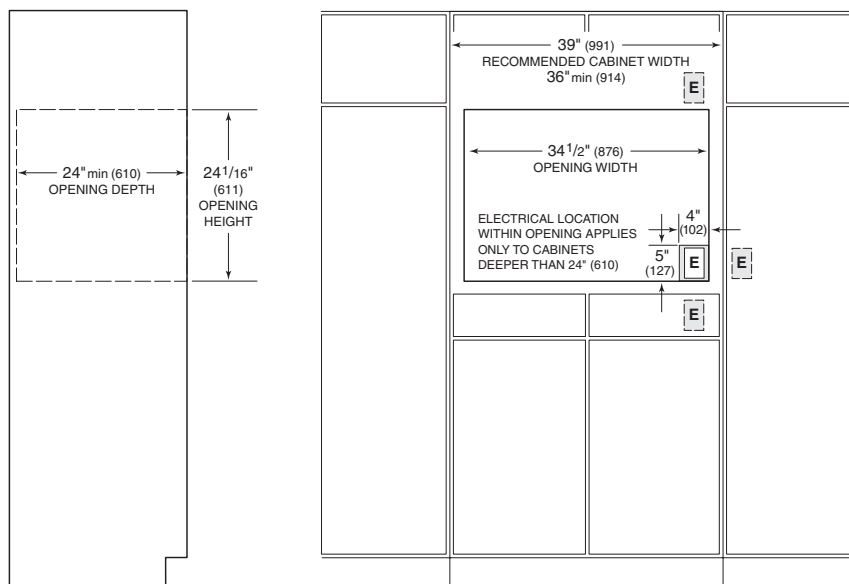 24" min (610)
OPENING DEPTH
24 1/16"
(611)
OPENING
HEIGHT
39" (991)
RECOMMENDED CABINET WIDTH
36" min (914)
E
34 1/2" (876)
OPENING WIDTH
ELECTRICAL LOCATION
WITHIN OPENING APPLIES
ONLY TO CABINETS
DEEPER THAN 24" (610)
4"
(102)
5"
(127)
E
E
E